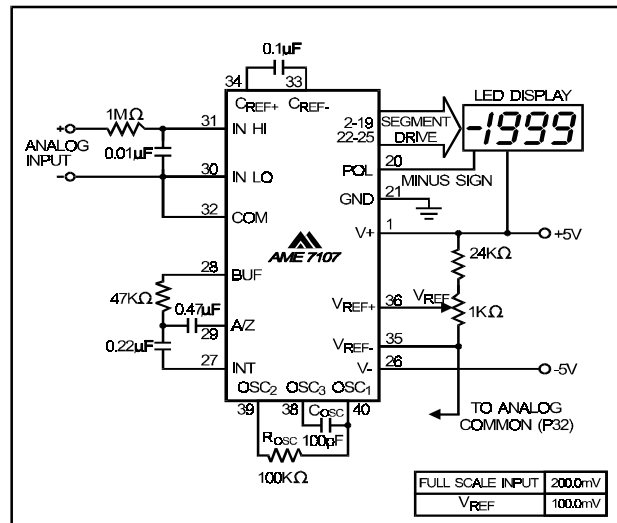 0.1µF
34 33
CREF+ CREF-
LED DISPLAY
-1999
2-19
22-25
SEGMENT
DRIVE
1MΩ
31 IN HI
+
ANALOG
INPUT
-
0.01µF
30 IN LO
32 COM
POL 20
MINUS SIGN
GND 21
V+ 1
+5V
AME 7107
24KΩ
28 BUF
47KΩ
0.47µF
A/Z
29
0.22µF
27 INT
VREF+ 36 VREF
1KΩ
VREF- 35
V- 26
-5V
OSC2 OSC3 OSC1
39 38 COSC 40
ROSC 100pF
100KΩ
TO ANALOG
COMMON (P32)
FULL SCALE INPUT 200.0mV
VREF 100.0mV